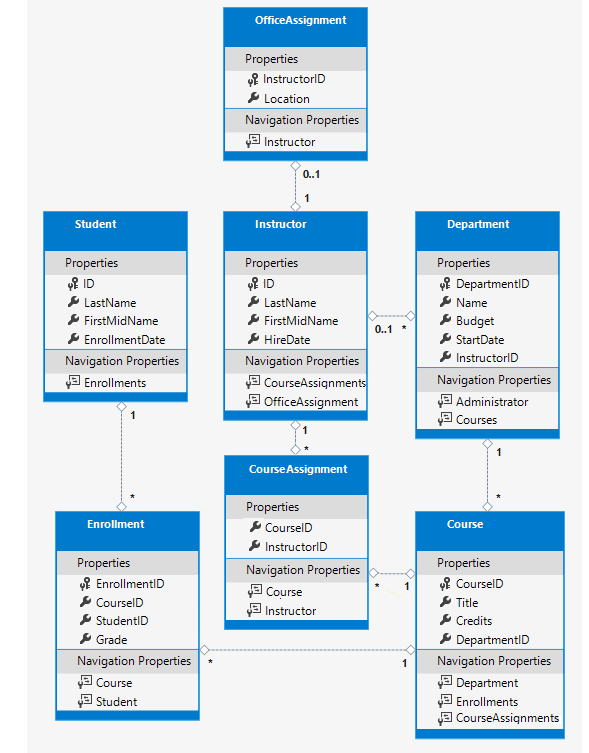 OfficeAssignment
Properties
InstructorID
Location
Navigation Properties
Instructor
0..1
1
Student
Properties
ID
LastName
FirstMidName
EnrollmentDate
Navigation Properties
Enrollments
1
*
Instructor
Properties
ID
LastName
FirstMidName
HireDate
Navigation Properties
CourseAssignments
OfficeAssignment
0..1 *
1
*
Department
Properties
DepartmentID
Name
Budget
StartDate
InstructorID
Navigation Properties
Administrator
Courses
1
*
CourseAssignment
Properties
CourseID
InstructorID
Navigation Properties
Course
Instructor
* 1
Enrollment
Properties
EnrollmentID
CourseID
StudentID
Grade
Navigation Properties
Course
Student
* 1
Course
Properties
CourseID
Title
Credits
DepartmentID
Navigation Properties
Department
Enrollments
CourseAssignments